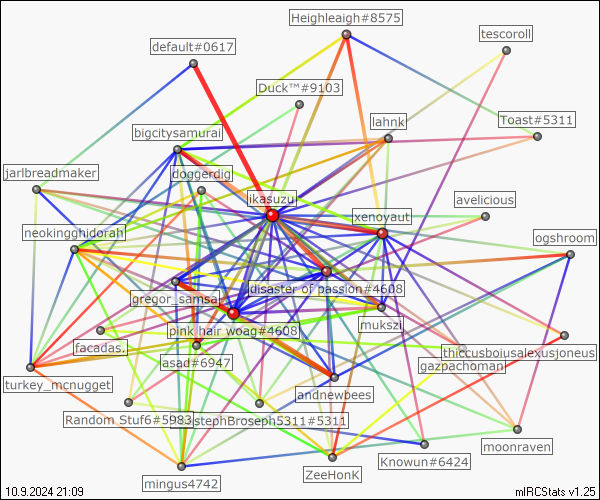 Heighleaigh#8575
tescoroll
default#0617
Duck™#9103
Toast#5311
lahnk
bigcitysamurai
jarlbreadmaker
doggerdig
ikasuzu
avelicious
xenoyaut
neokingghidorah
ogshroom
disaster of passion#4608
gregor_samsa
mukszi
pink hair woag#4608
facadas.
thiccusboiusalexusjoneus
asad#6947
gazpachoman
turkey_mcnugget
andnewbees
Random Stuf6#5983
stephBroseph5311#5311
moonraven
Knowun#6424
ZeeHonK
mingus4742
10.9.2024 21:09
mIRCStats v1.25